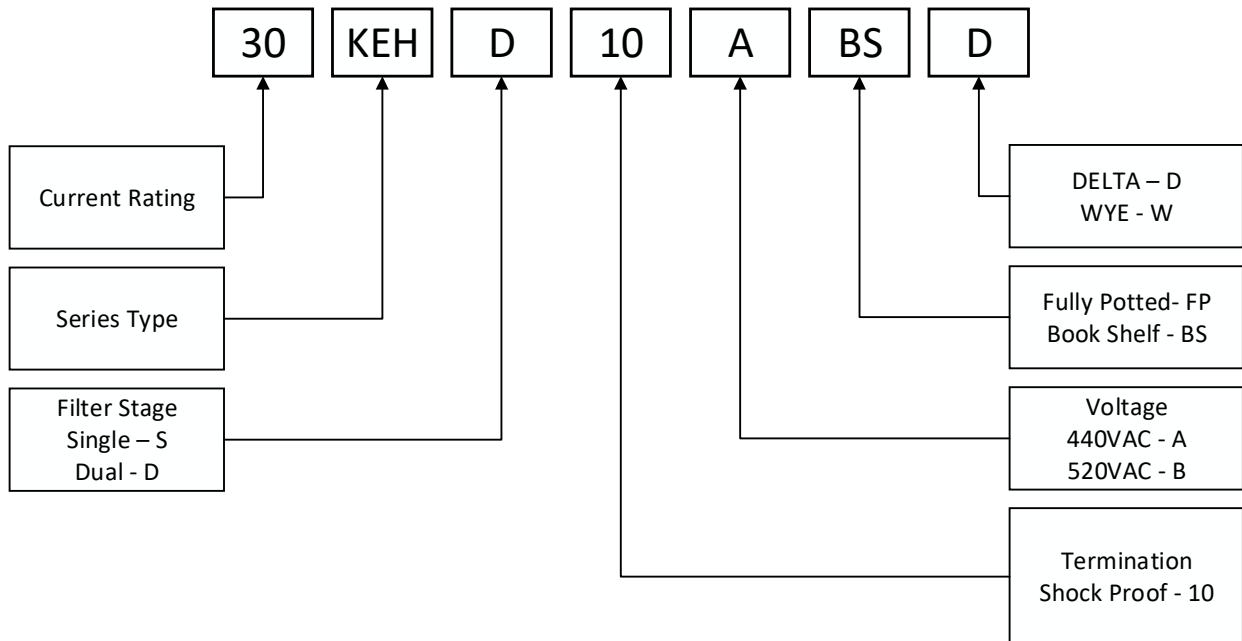 30 KEH D 10 A BS D
Current Rating
Series Type
Filter Stage
Single – S
Dual - D
DELTA – D
WYE - W
Fully Potted- FP
Book Shelf - BS
Voltage
440VAC - A
520VAC - B
Termination
Shock Proof - 10